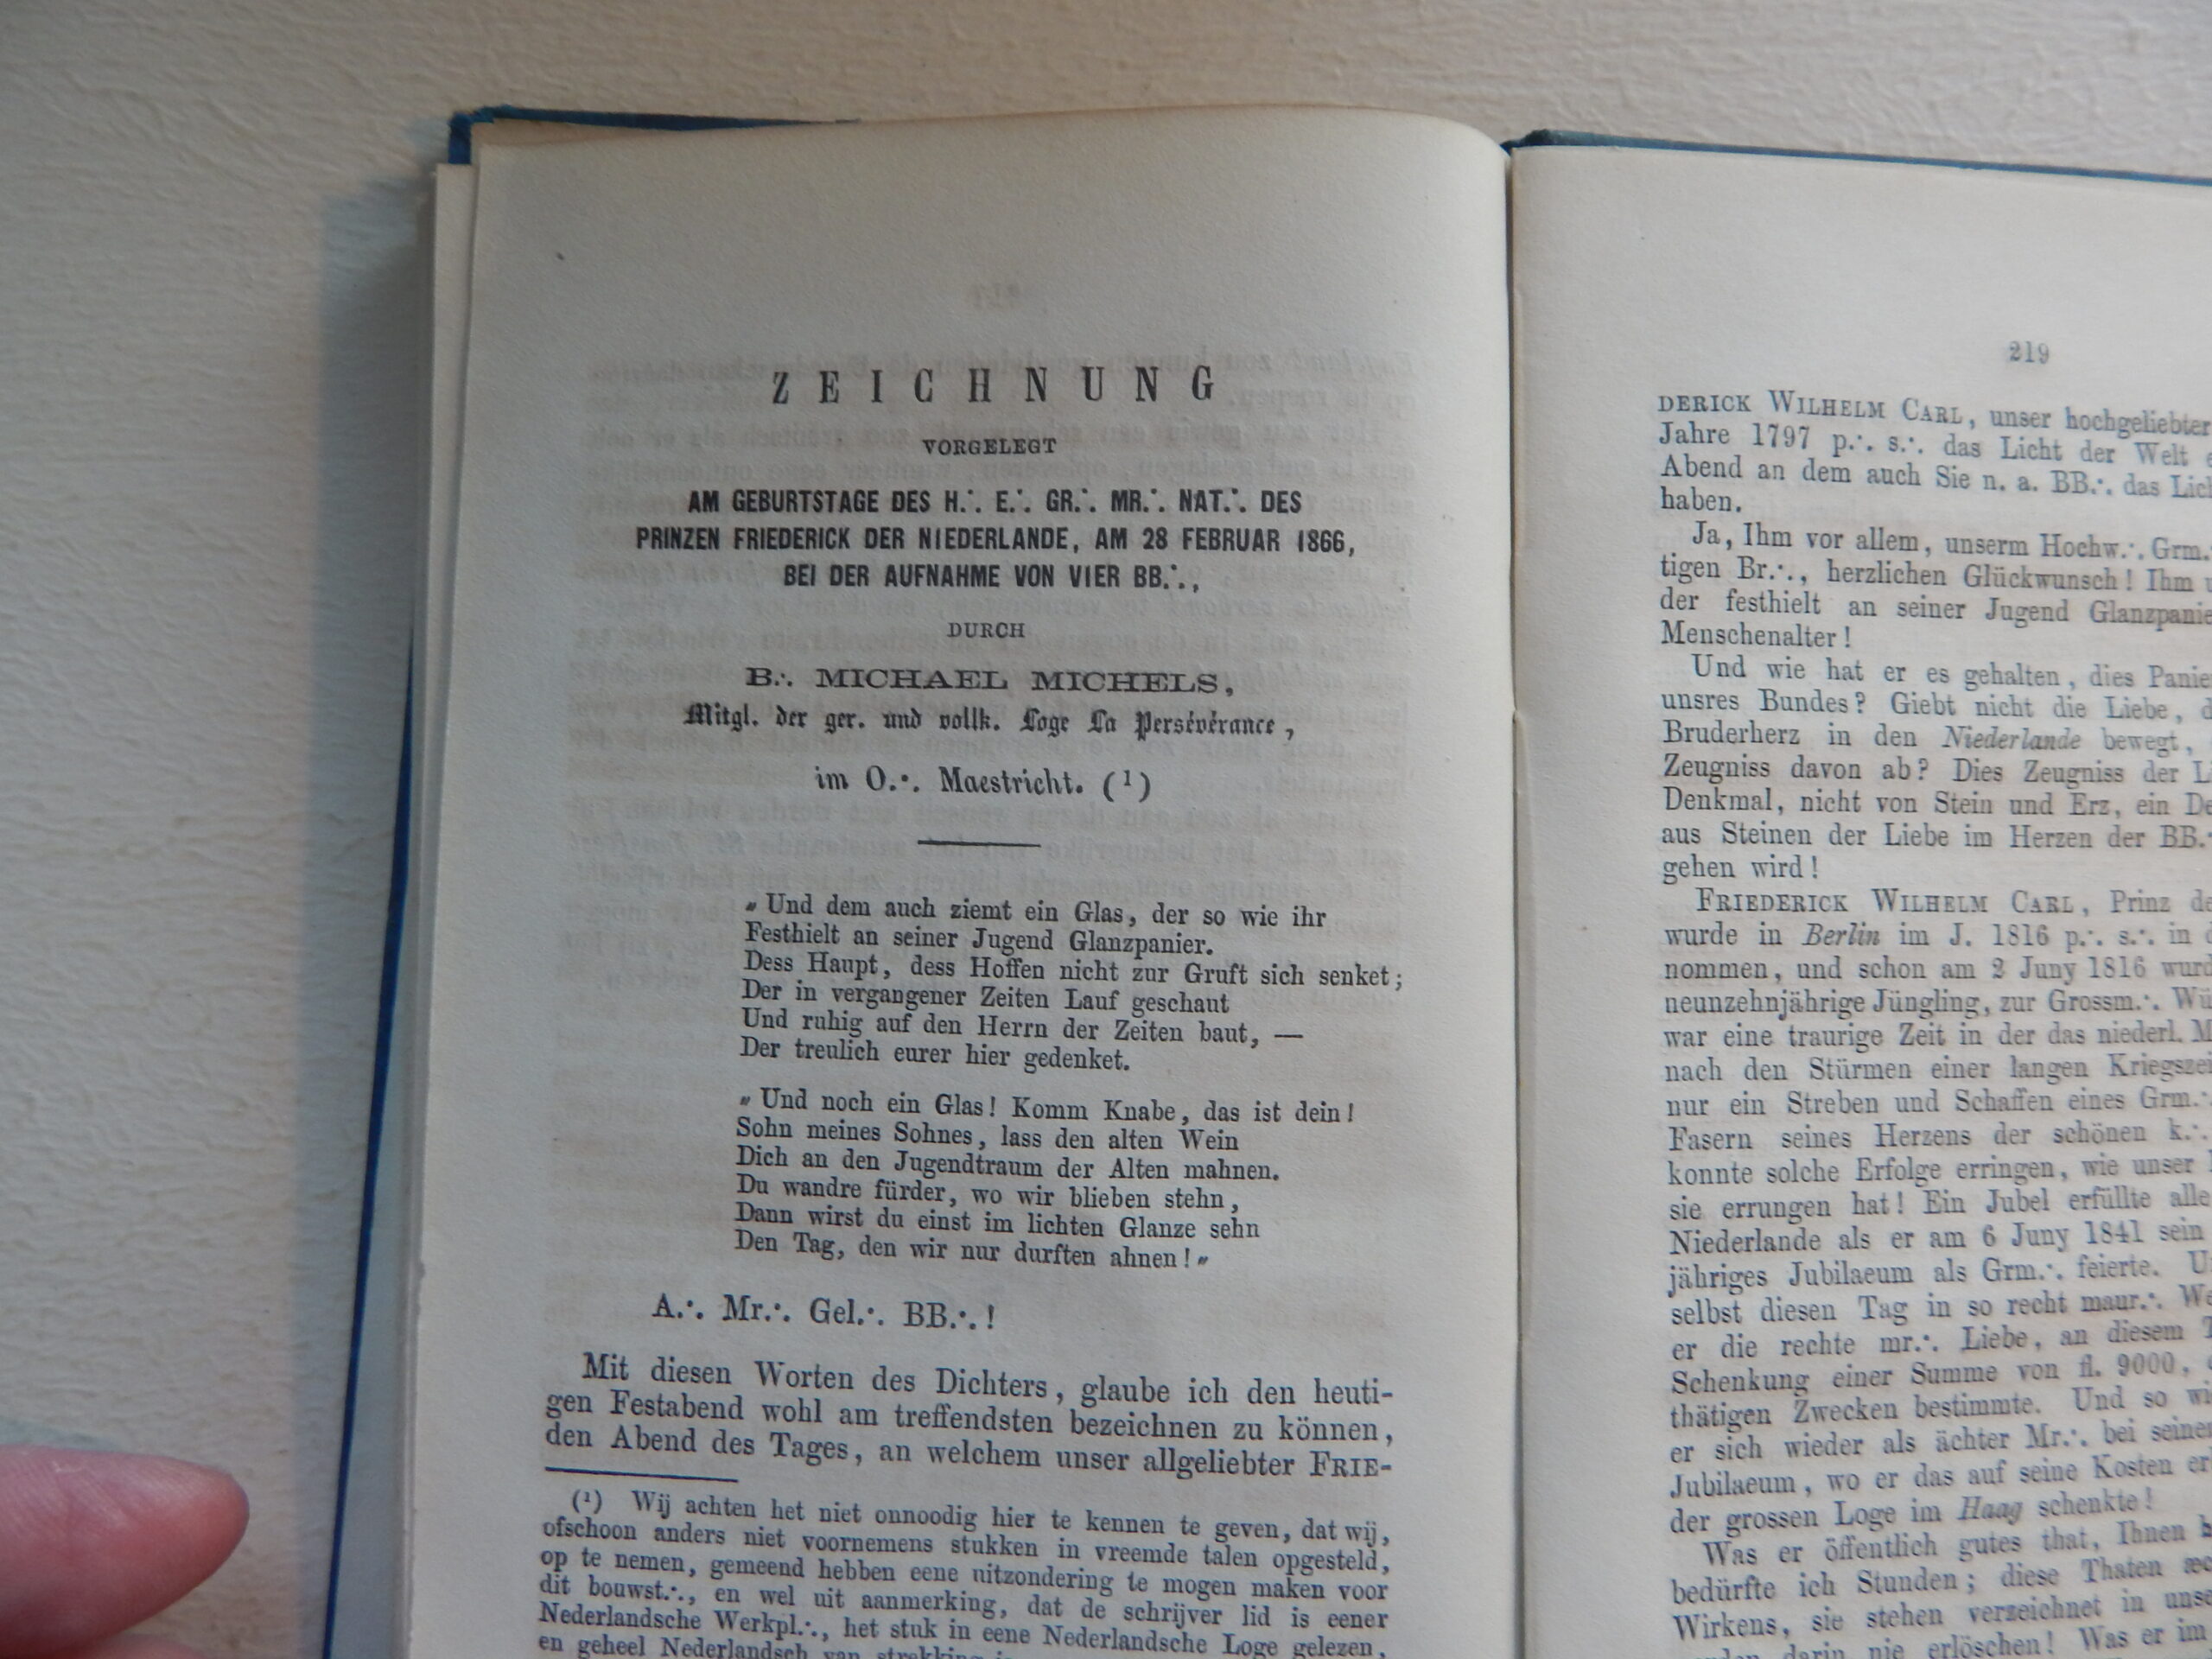 ZEICHNUNG
VORGELEGT
AM GEBURTSTAGE DES H.·. E.·. GR.·. MR.·. NAT.·. DES
PRINZEN FRIEDERICK DER NIEDERLANDE, AM 28 FEBRUAR 1866,
BEI DER AUFNAHME VON VIER BB.·.,
DURCH
B.·. MICHAEL MICHELS,
Mitgl. der ger. und vollk. Loge La Persévérance,
im O.·. Maestricht. (¹)
„Und dem auch ziemt ein Glas, der so wie ihr
Festhielt an seiner Jugend Glanzpanier.
Dess Haupt, dess Hoffen nicht zur Gruft sich senket;
Der in vergangener Zeiten Lauf geschaut
Und ruhig auf den Herrn der Zeiten baut, —
Der treulich eurer hier gedenket.
„Und noch ein Glas! Komm Knabe, das ist dein!
Sohn meines Sohnes, lass den alten Wein
Dich an den Jugendtraum der Alten mahnen.
Du wandre fürder, wo wir blieben stehn,
Dann wirst du einst im lichten Glanze sehn
Den Tag, den wir nur durften ahnen!„
A.·. Mr.·. Gel.·. BB.·.!
Mit diesen Worten des Dichters, glaube ich den heuti-
gen Festabend wohl am treffendsten bezeichnen zu können,
den Abend des Tages, an welchem unser allgeliebter FRIE-
(¹) Wij achten het niet onnoodig hier te kennen te geven, dat wij,
ofschoon anders niet voornemens stukken in vreemde talen opgesteld,
op te nemen, gemeend hebben eene uitzondering te mogen maken voor
dit bouwst.·., en wel uit aanmerking, dat de schrijver lid is eener
Nederlandsche Werkpl.·., het stuk in eene Nederlandsche Loge gelezen,
en geheel Nederlandsch van strekking
219
DERICK WILHELM CARL, unser hochgeliebter
Jahre 1797 p.·. s.·. das Licht der Welt
Abend an dem auch Sie n. a. BB.·. das
haben.
Ja, Ihm vor allem, unserm Hochw.·. Grm.·.
tigen Br.·., herzlichen Glückwunsch! Ihm
der festhielt an seiner Jugend
Menschenalter!
Und wie hat er es gehalten, dies
unsres Bundes? Giebt nicht die Liebe,
Bruderherz in den Niederlande bewegt,
Zeugniss davon ab? Dies Zeugniss der
Denkmal, nicht von Stein und Erz, ein
aus Steinen der Liebe im Herzen der BB.·.
gehen wird!
FRIEDERICK WILHELM CARL, Prinz
wurde in Berlin im J. 1816 p.·. s.·. in
nommen, und schon am 2 Juny 1816
neunzehnjährige Jüngling, zur Grossm.·.
war eine traurige Zeit in der das niederl.
nach den Stürmen einer langen
nur ein Streben und Schaffen eines Grm.·.
Fasern seines Herzens der schönen k.·.
konnte solche Erfolge erringen, wie unser
sie errungen hat! Ein Jubel erfüllte alle
Niederlande als er am 6 Juny 1841 sein
jähriges Jubilaeum als Grm.·. feierte.
selbst diesen Tag in so recht maur.·.
er die rechte mr.·. Liebe, an diesem
Schenkung einer Summe von fl. 9000,
thätigen Zwecken bestimmte. Und so
er sich wieder als ächter Mr.·. bei
Jubilaeum, wo er das auf seine Kosten
der grossen Loge im Haag schenkte!
Was er öffentlich gutes that, Ihnen
bedürfte ich Stunden; diese Thaten
Wirkens, sie stehen verzeichnet in
darin nie erlöschen! Was er im